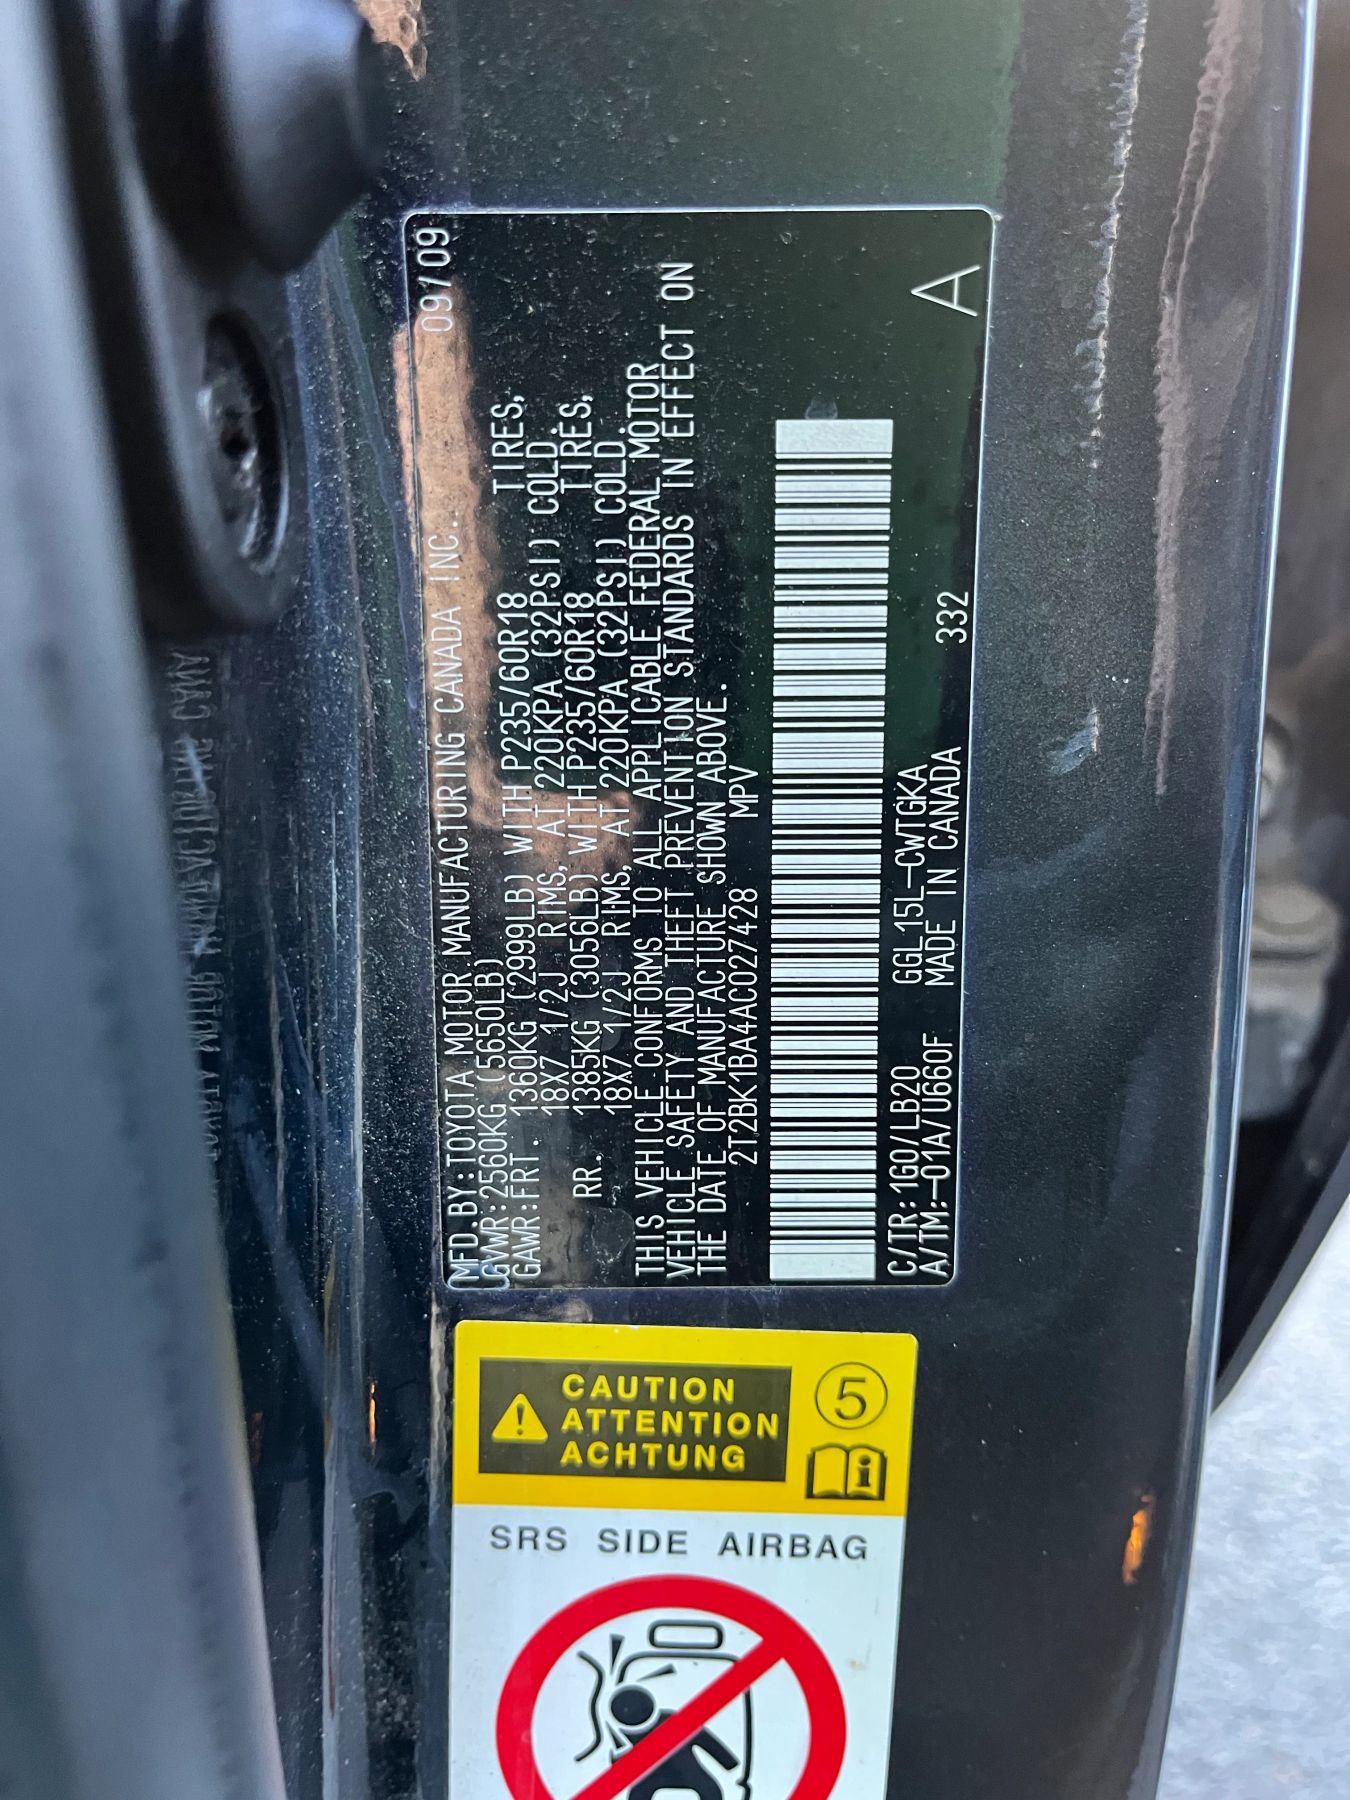 MFD.BY:TOYOTA MOTOR MANUFACTURING CANADA INC. 09/09
GVWR:2560KG (5650LB)
GAWR:FRT. 1360KG (2999LB) WITH P235/60R18 TIRES,
18X7 1/2J RIMS, AT 220KPA (32PSI) COLD
RR. 1385KG (3056LB) WITH P235/60R18 TIRES,
18X7 1/2J RIMS, AT 220KPA (32PSI) COLD.
THIS VEHICLE CONFORMS TO ALL APPLICABLE FEDERAL MOTOR
VEHICLE SAFETY AND THEFT PREVENTION STANDARDS IN EFFECT ON
THE DATE OF MANUFACTURE SHOWN ABOVE.
2T2BK1BA4AC027428 MPV
C/TR:1G0/LB20 GGL15L-CWTGKA
A/TM:-01A/U660F MADE IN CANADA 332 A
CAUTION
ATTENTION
ACHTUNG
5
i
SRS SIDE AIRBAG